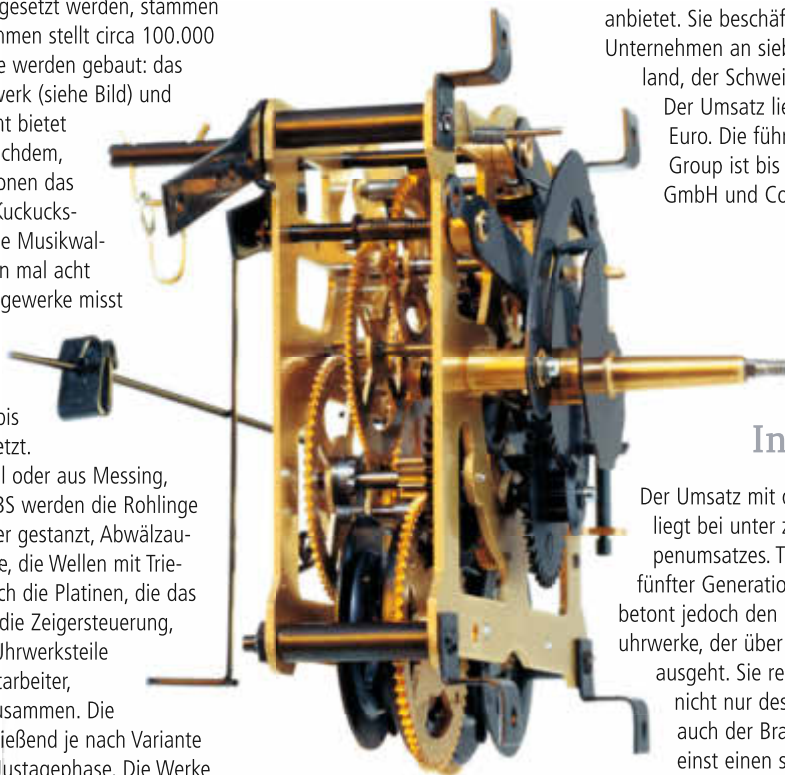 gesetzt werden, stammen
hmen stellt circa 100.000
e werden gebaut: das
werk (siehe Bild) und
nt bietet
chdem,
onen das
Kuckucks-
e Musikwal-
n mal acht
gewerke misst
bis
etzt.
l oder aus Messing,
BS werden die Rohlinge
er gestanzt, Abwälzau-
e, die Wellen mit Trie-
ch die Platinen, die das
die Zeigersteuerung,
Uhrwerksteile
tarbeiter,
usammen. Die
ießend je nach Variante
Justagephase. Die Werke
anbietet. Sie beschäf
Unternehmen an sieb
land, der Schwei
Der Umsatz lie
Euro. Die führ
Group ist bis
GmbH und Co
In
Der Umsatz mit d
liegt bei unter z
penumsatzes. T
fünfter Generatio
betont jedoch den
uhrwerke, der über
ausgeht. Sie re
nicht nur des
auch der Bra
einst einen s